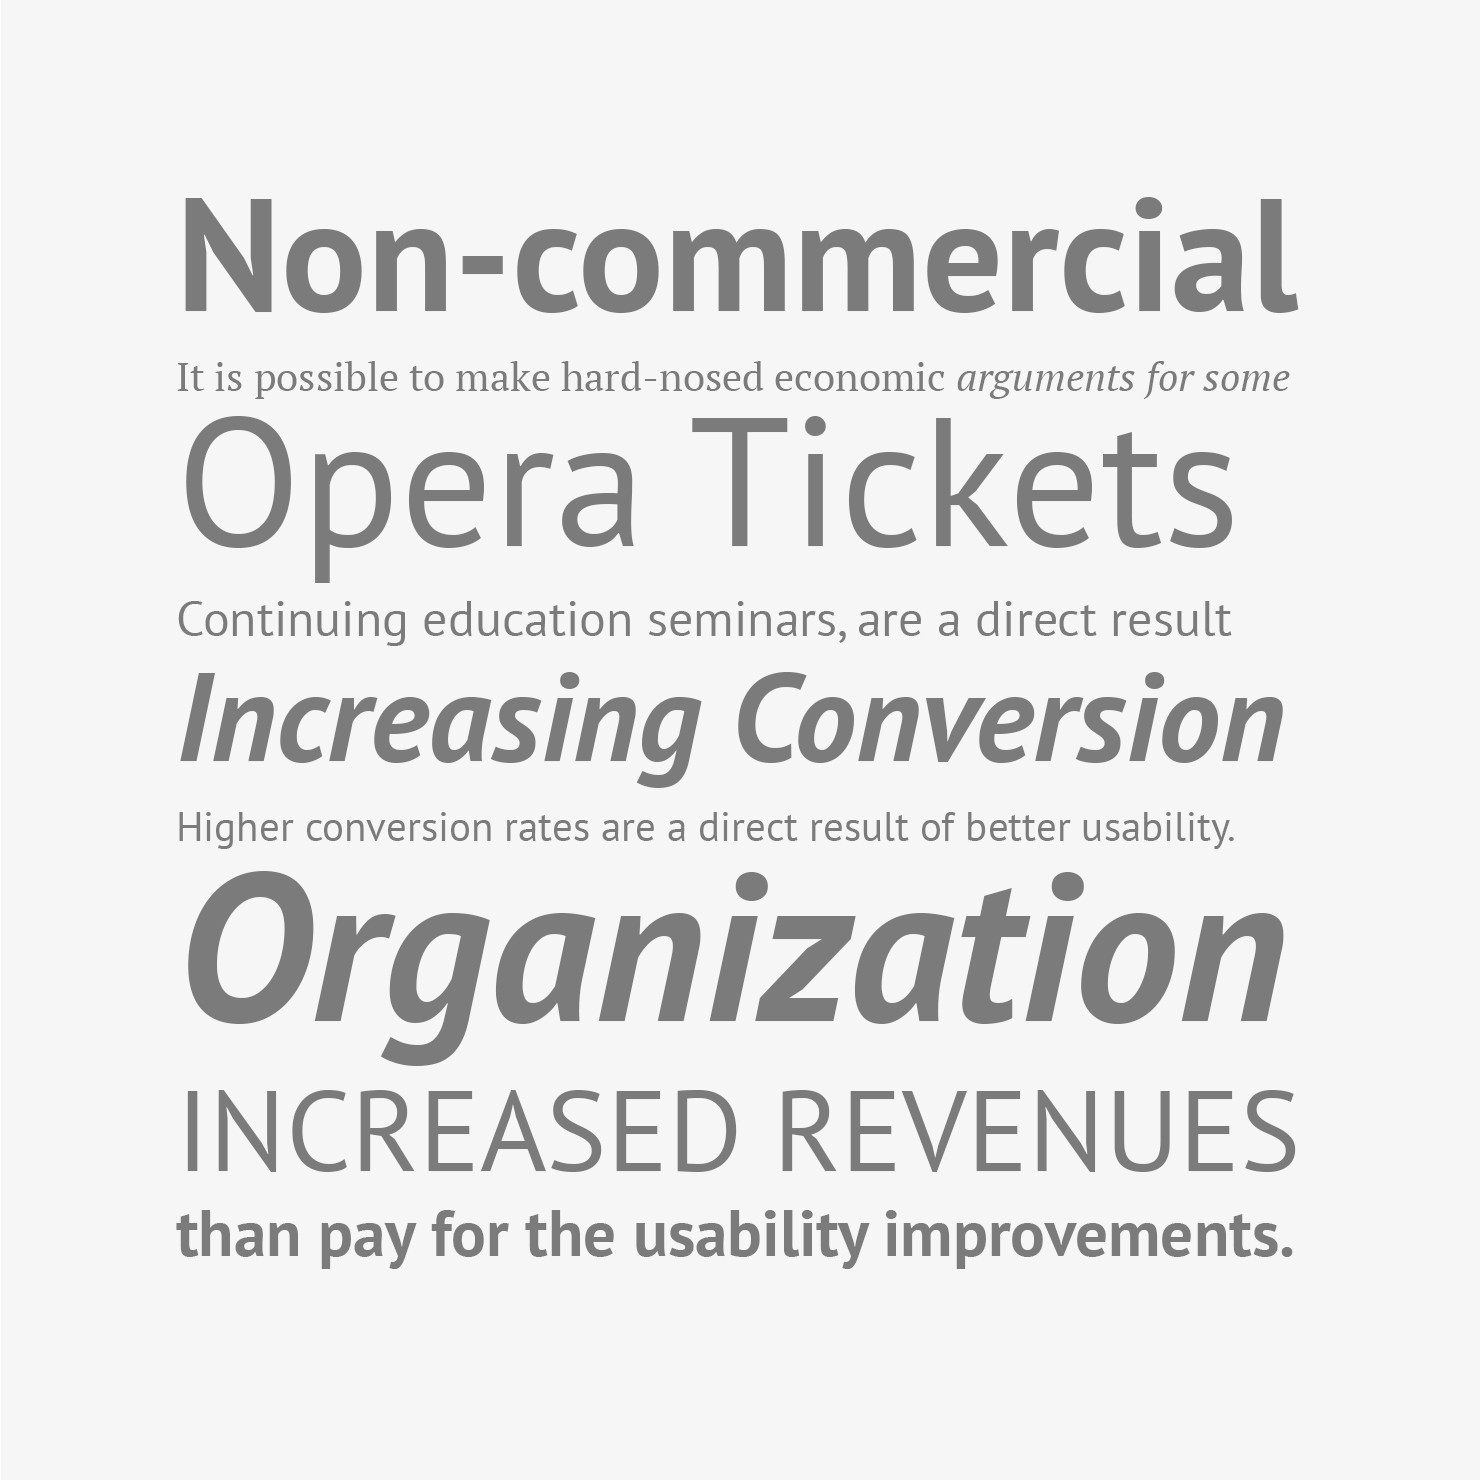 Non-commercial
It is possible to make hard-nosed economic arguments for some
Opera Tickets
Continuing education seminars, are a direct result
Increasing Conversion
Higher conversion rates are a direct result of better usability.
Organization
INCREASED REVENUES
than pay for the usability improvements.